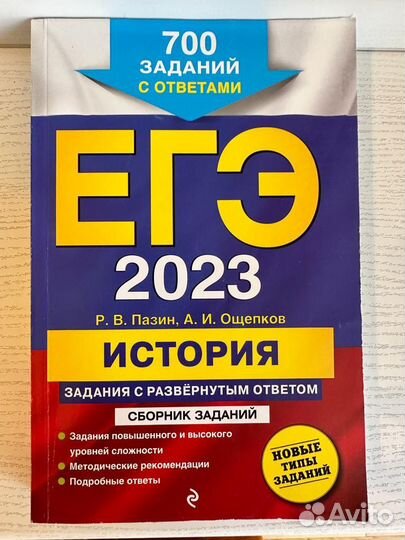 700
ЗАДАНИЙ
С ОТВЕТАМИ
ЕГЭ
2023
Р. В. Пазин, А. И. Ощепков
ИСТОРИЯ
ЗАДАНИЯ С РАЗВЁРНУТЫМ ОТВЕТОМ
СБОРНИК ЗАДАНИЙ
• Задания повышенного и высокого
уровней сложности
• Методические рекомендации
• Подробные ответы
НОВЫЕ
ТИПЫ
ЗАДАНИЙ
Avito